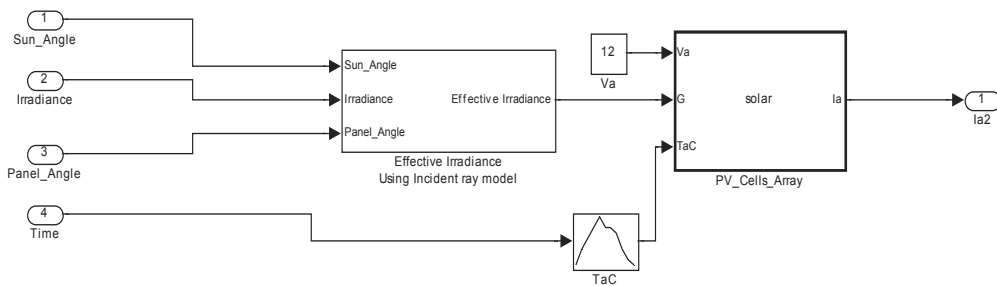 1
Sun_Angle
2
Irradiance
3
Panel_Angle
4
Time
Sun_Angle
Irradiance
Effective Irradiance
Panel_Angle
Effective Irradiance
Using Incident ray model
12
Va
Va
G
solar
Ia
TaC
PV_Cells_Array
1
Ia2
TaC